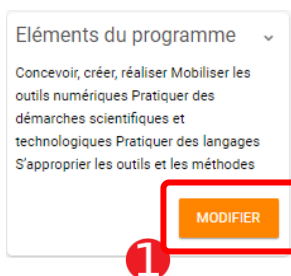 Eléments du programme
Concevoir, créer, réaliser Mobiliser les
outils numériques Pratiquer des
démarches scientifiques et
technologiques Pratiquer des langages
S'approprier les outils et les méthodes
MODIFIER
1